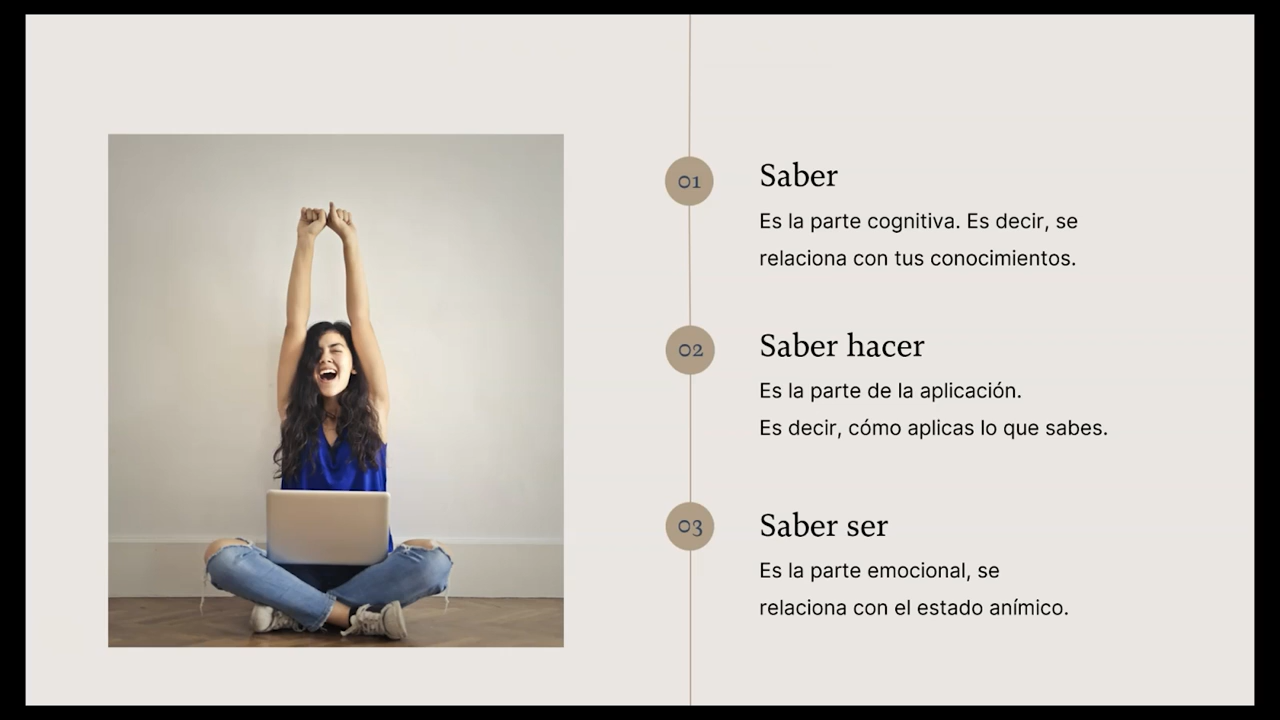 01
Saber
Es la parte cognitiva. Es decir, se
relaciona con tus conocimientos.
02
Saber hacer
Es la parte de la aplicación.
Es decir, cómo aplicas lo que sabes.
03
Saber ser
Es la parte emocional, se
relaciona con el estado anímico.